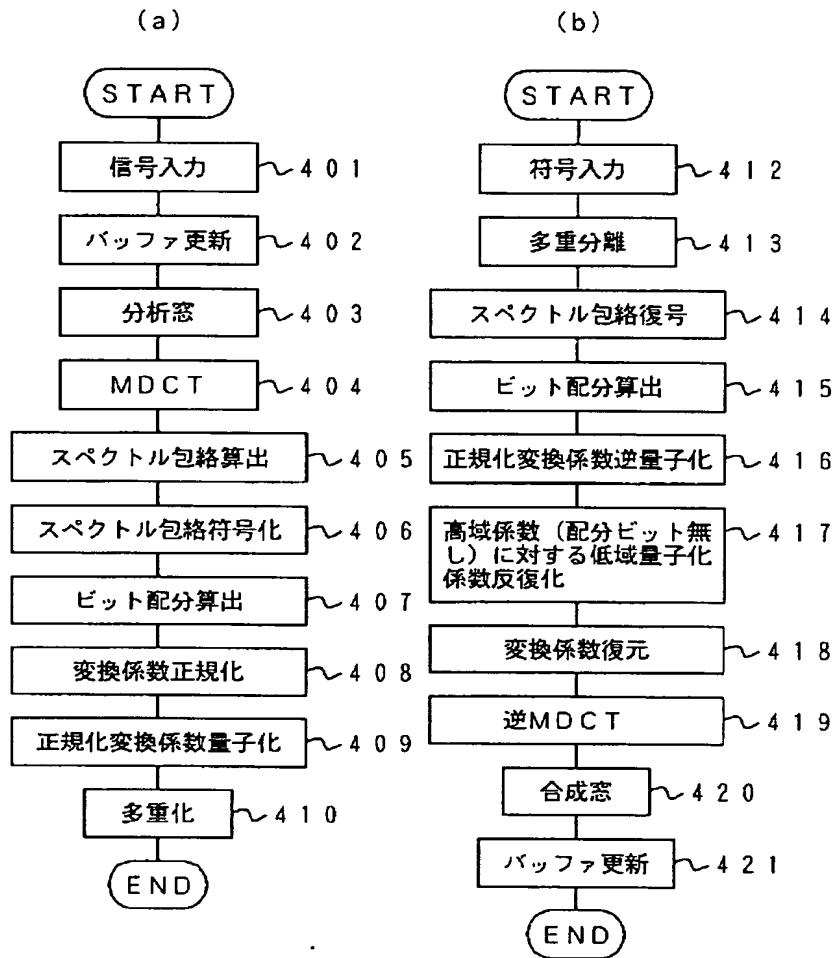 (a)
START
信号入力
401
バッファ更新
402
分析窓
403
MDCT
404
スペクトル包絡算出
405
スペクトル包絡符号化
406
ビット配分算出
407
変換係数正規化
408
正規化変換係数量子化
409
多重化
410
END
(b)
START
符号入力
412
多重分離
413
スペクトル包絡復号
414
ビット配分算出
415
正規化変換係数逆量子化
416
高域係数(配分ビット無
し)に対する低域量子化
係数反復化
417
変換係数復元
418
逆MDCT
419
合成窓
420
バッファ更新
421
END